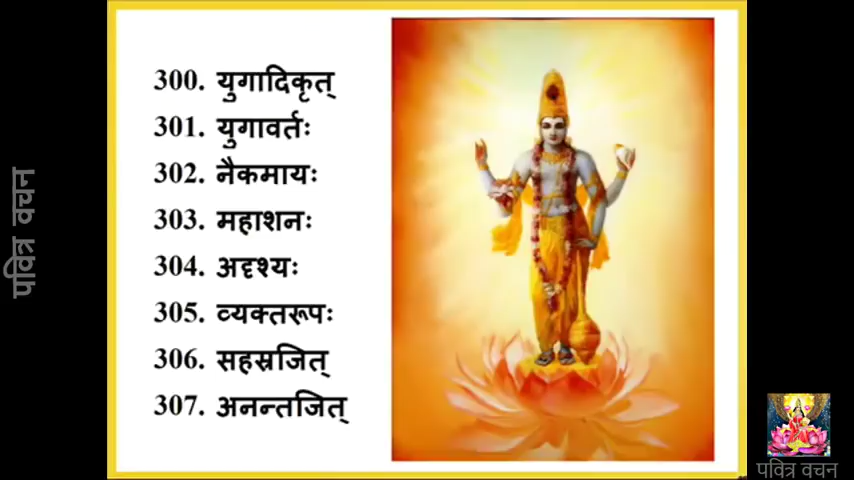 300. युगादिकृत्
301. युगावर्तः
302. नैकमायः
303. महाशनः
304. अदृश्यः
305. व्यक्तरूपः
306. सहस्रजित्
307. अनन्तजित्
पवित्र वचन
पवित्र वचन